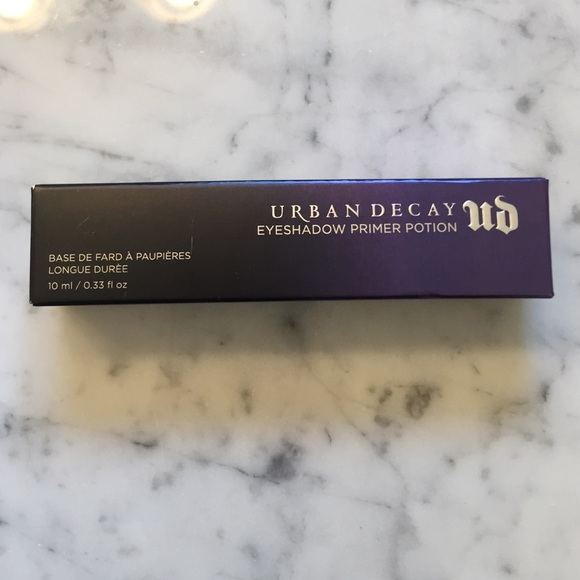 URBAN DECAY
EYESHADOW PRIMER POTION
UD
BASE DE FARD À PAUPIÈRES
LONGUE DURÉE
10 ml / 0.33 fl oz